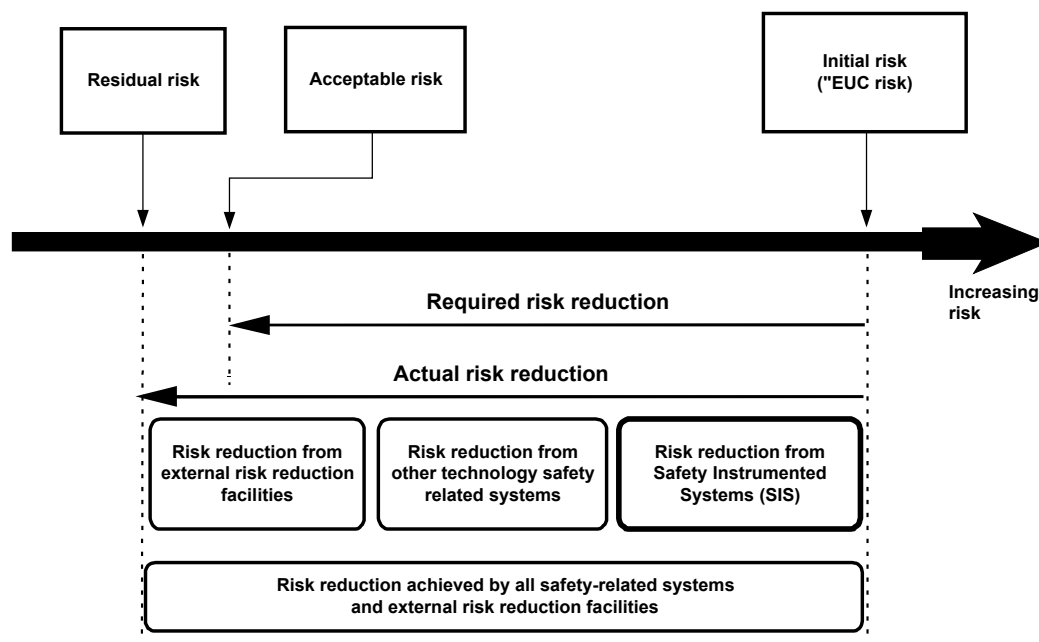 Residual risk
Acceptable risk
Initial risk
("EUC risk)
Increasing
risk
Required risk reduction
Actual risk reduction
Risk reduction from
external risk reduction
facilities
Risk reduction from
other technology safety
related systems
Risk reduction from
Safety Instrumented
Systems (SIS)
Risk reduction achieved by all safety-related systems
and external risk reduction facilities